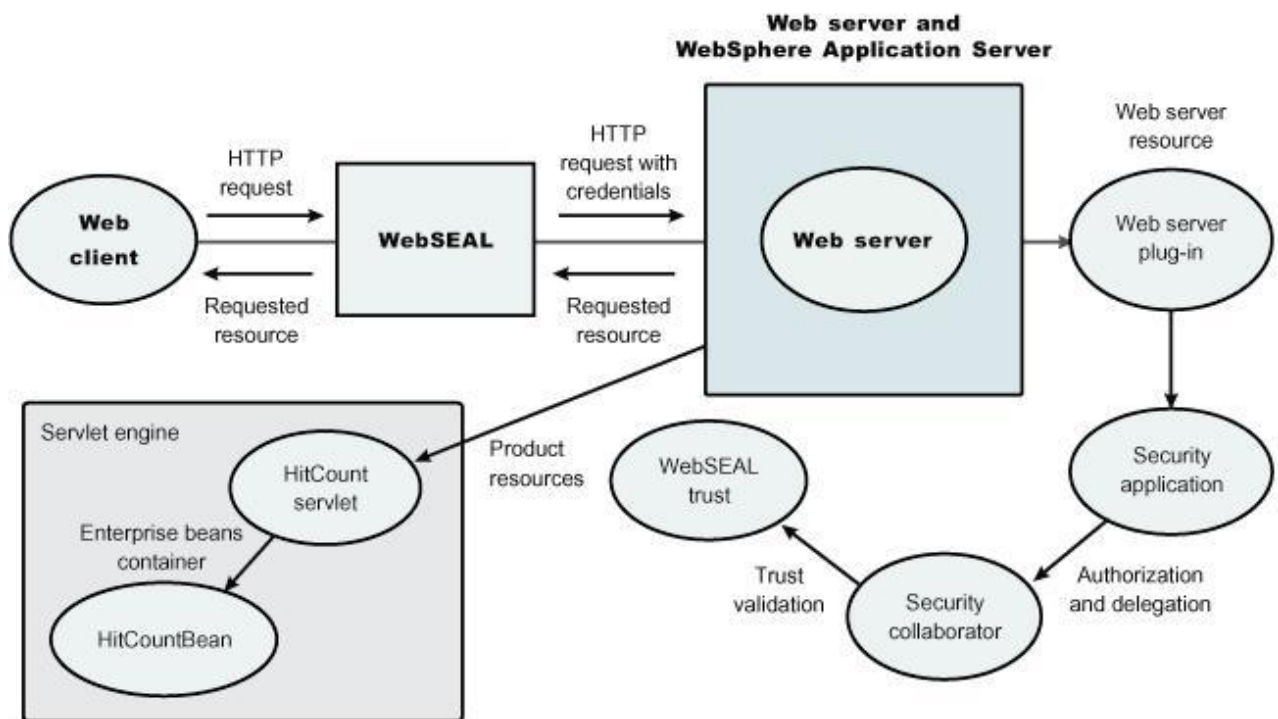 Web server and
WebSphere Application Server
HTTP
request
HTTP
request with
credentials
Web server
resource
Web
client
WebSEAL
Web server
Web server
plug-in
Requested
resource
Requested
resource
Servlet engine
HitCount
servlet
Product
resources
WebSEAL
trust
Security
application
Enterprise beans
container
Trust
validation
Authorization
and delegation
HitCountBean
Security
collaborator